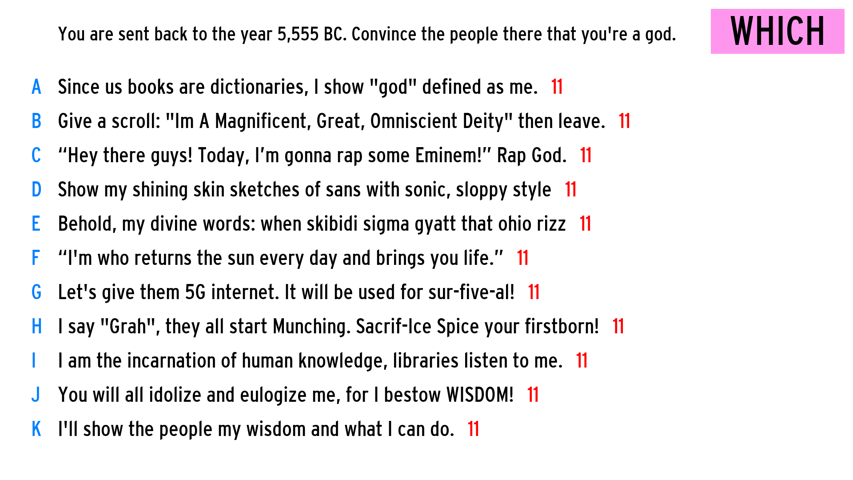 You are sent back to the year 5,555 BC. Convince the people there that you're a god.
WHICH
A Since us books are dictionaries, I show "god" defined as me. 11
B Give a scroll: "Im A Magnificent, Great, Omniscient Deity" then leave. 11
C “Hey there guys! Today, I’m gonna rap some Eminem!” Rap God. 11
D Show my shining skin sketches of sans with sonic, sloppy style 11
E Behold, my divine words: when skibidi sigma gyatt that ohio rizz 11
F “I'm who returns the sun every day and brings you life.” 11
G Let's give them 5G internet. It will be used for sur-five-al! 11
H I say "Grah", they all start Munching. Sacrif-Ice Spice your firstborn! 11
I I am the incarnation of human knowledge, libraries listen to me. 11
J You will all idolize and eulogize me, for I bestow WISDOM! 11
K I'll show the people my wisdom and what I can do. 11